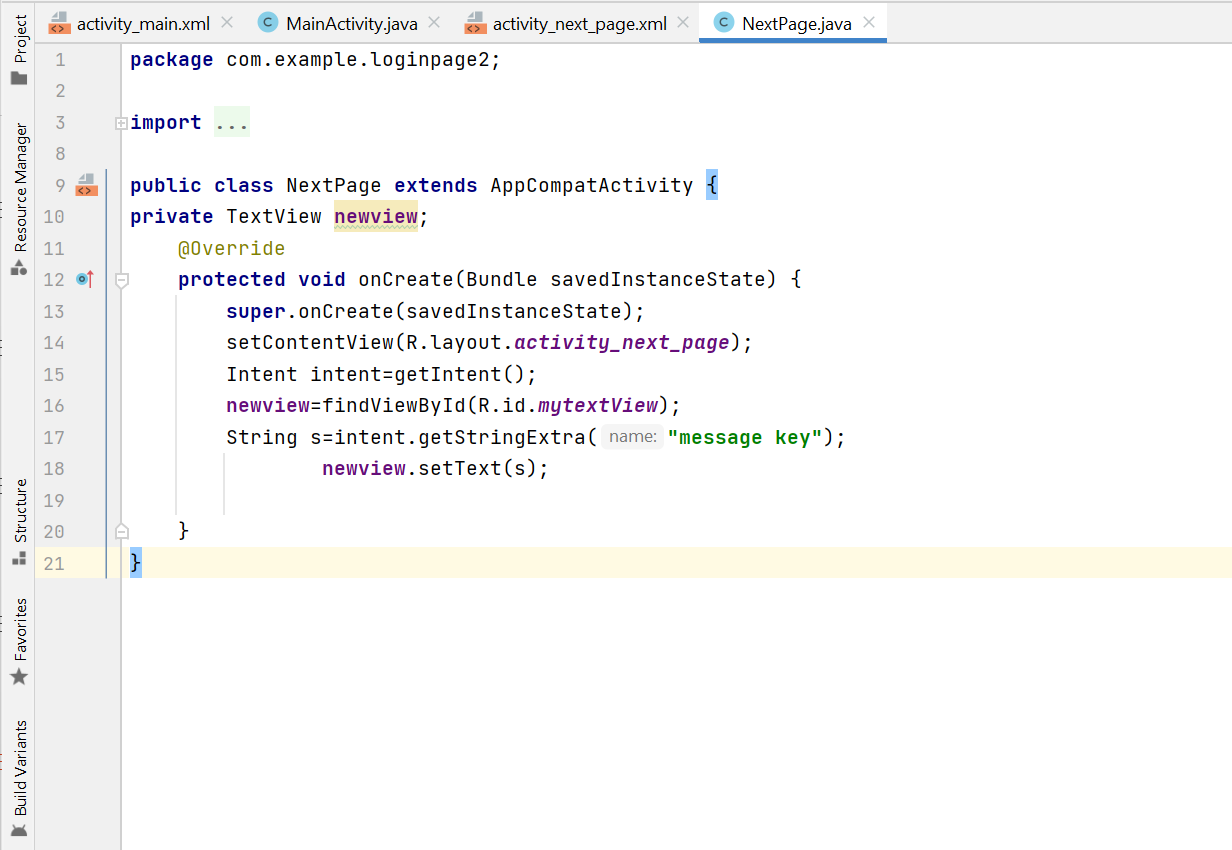 activity_main.xml MainActivity.java activity_next_page.xml NextPage.java
Project
Resource Manager
Structure
Favorites
Build Variants
1 package com.example.loginpage2;
2
3 import ...
8
9 public class NextPage extends AppCompatActivity {
10 private TextView newview;
11 @Override
12 protected void onCreate(Bundle savedInstanceState) {
13 super.onCreate(savedInstanceState);
14 setContentView(R.layout.activity_next_page);
15 Intent intent=getIntent();
16 newview=findViewById(R.id.mytextView);
17 String s=intent.getStringExtra( name: "message key");
18 newview.setText(s);
19
20 }
21 }